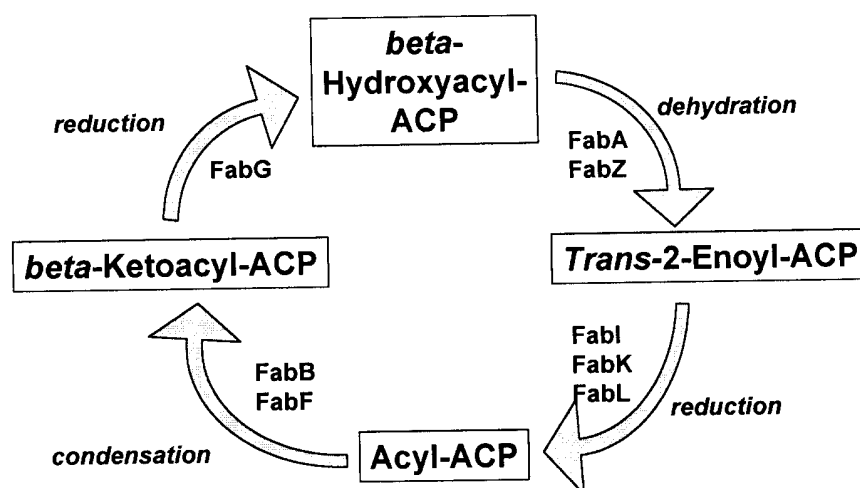 beta-
Hydroxyacyl-
ACP
reduction
dehydration
FabG
FabA
FabZ
beta-Ketoacyl-ACP
Trans-2-Enoyl-ACP
FabB
FabF
FabI
FabK
FabL
condensation
Acyl-ACP
reduction